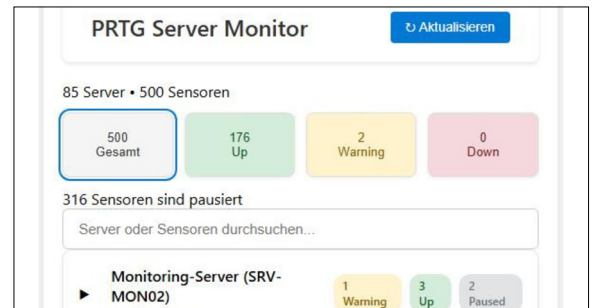 PRTG Server Monitor
↻ Aktualisieren
85 Server • 500 Sensoren
500
Gesamt
176
Up
2
Warning
0
Down
316 Sensoren sind pausiert
Server oder Sensoren durchsuchen...
▶ Monitoring-Server (SRV-
MON02)
1
Warning
3
Up
2
Paused